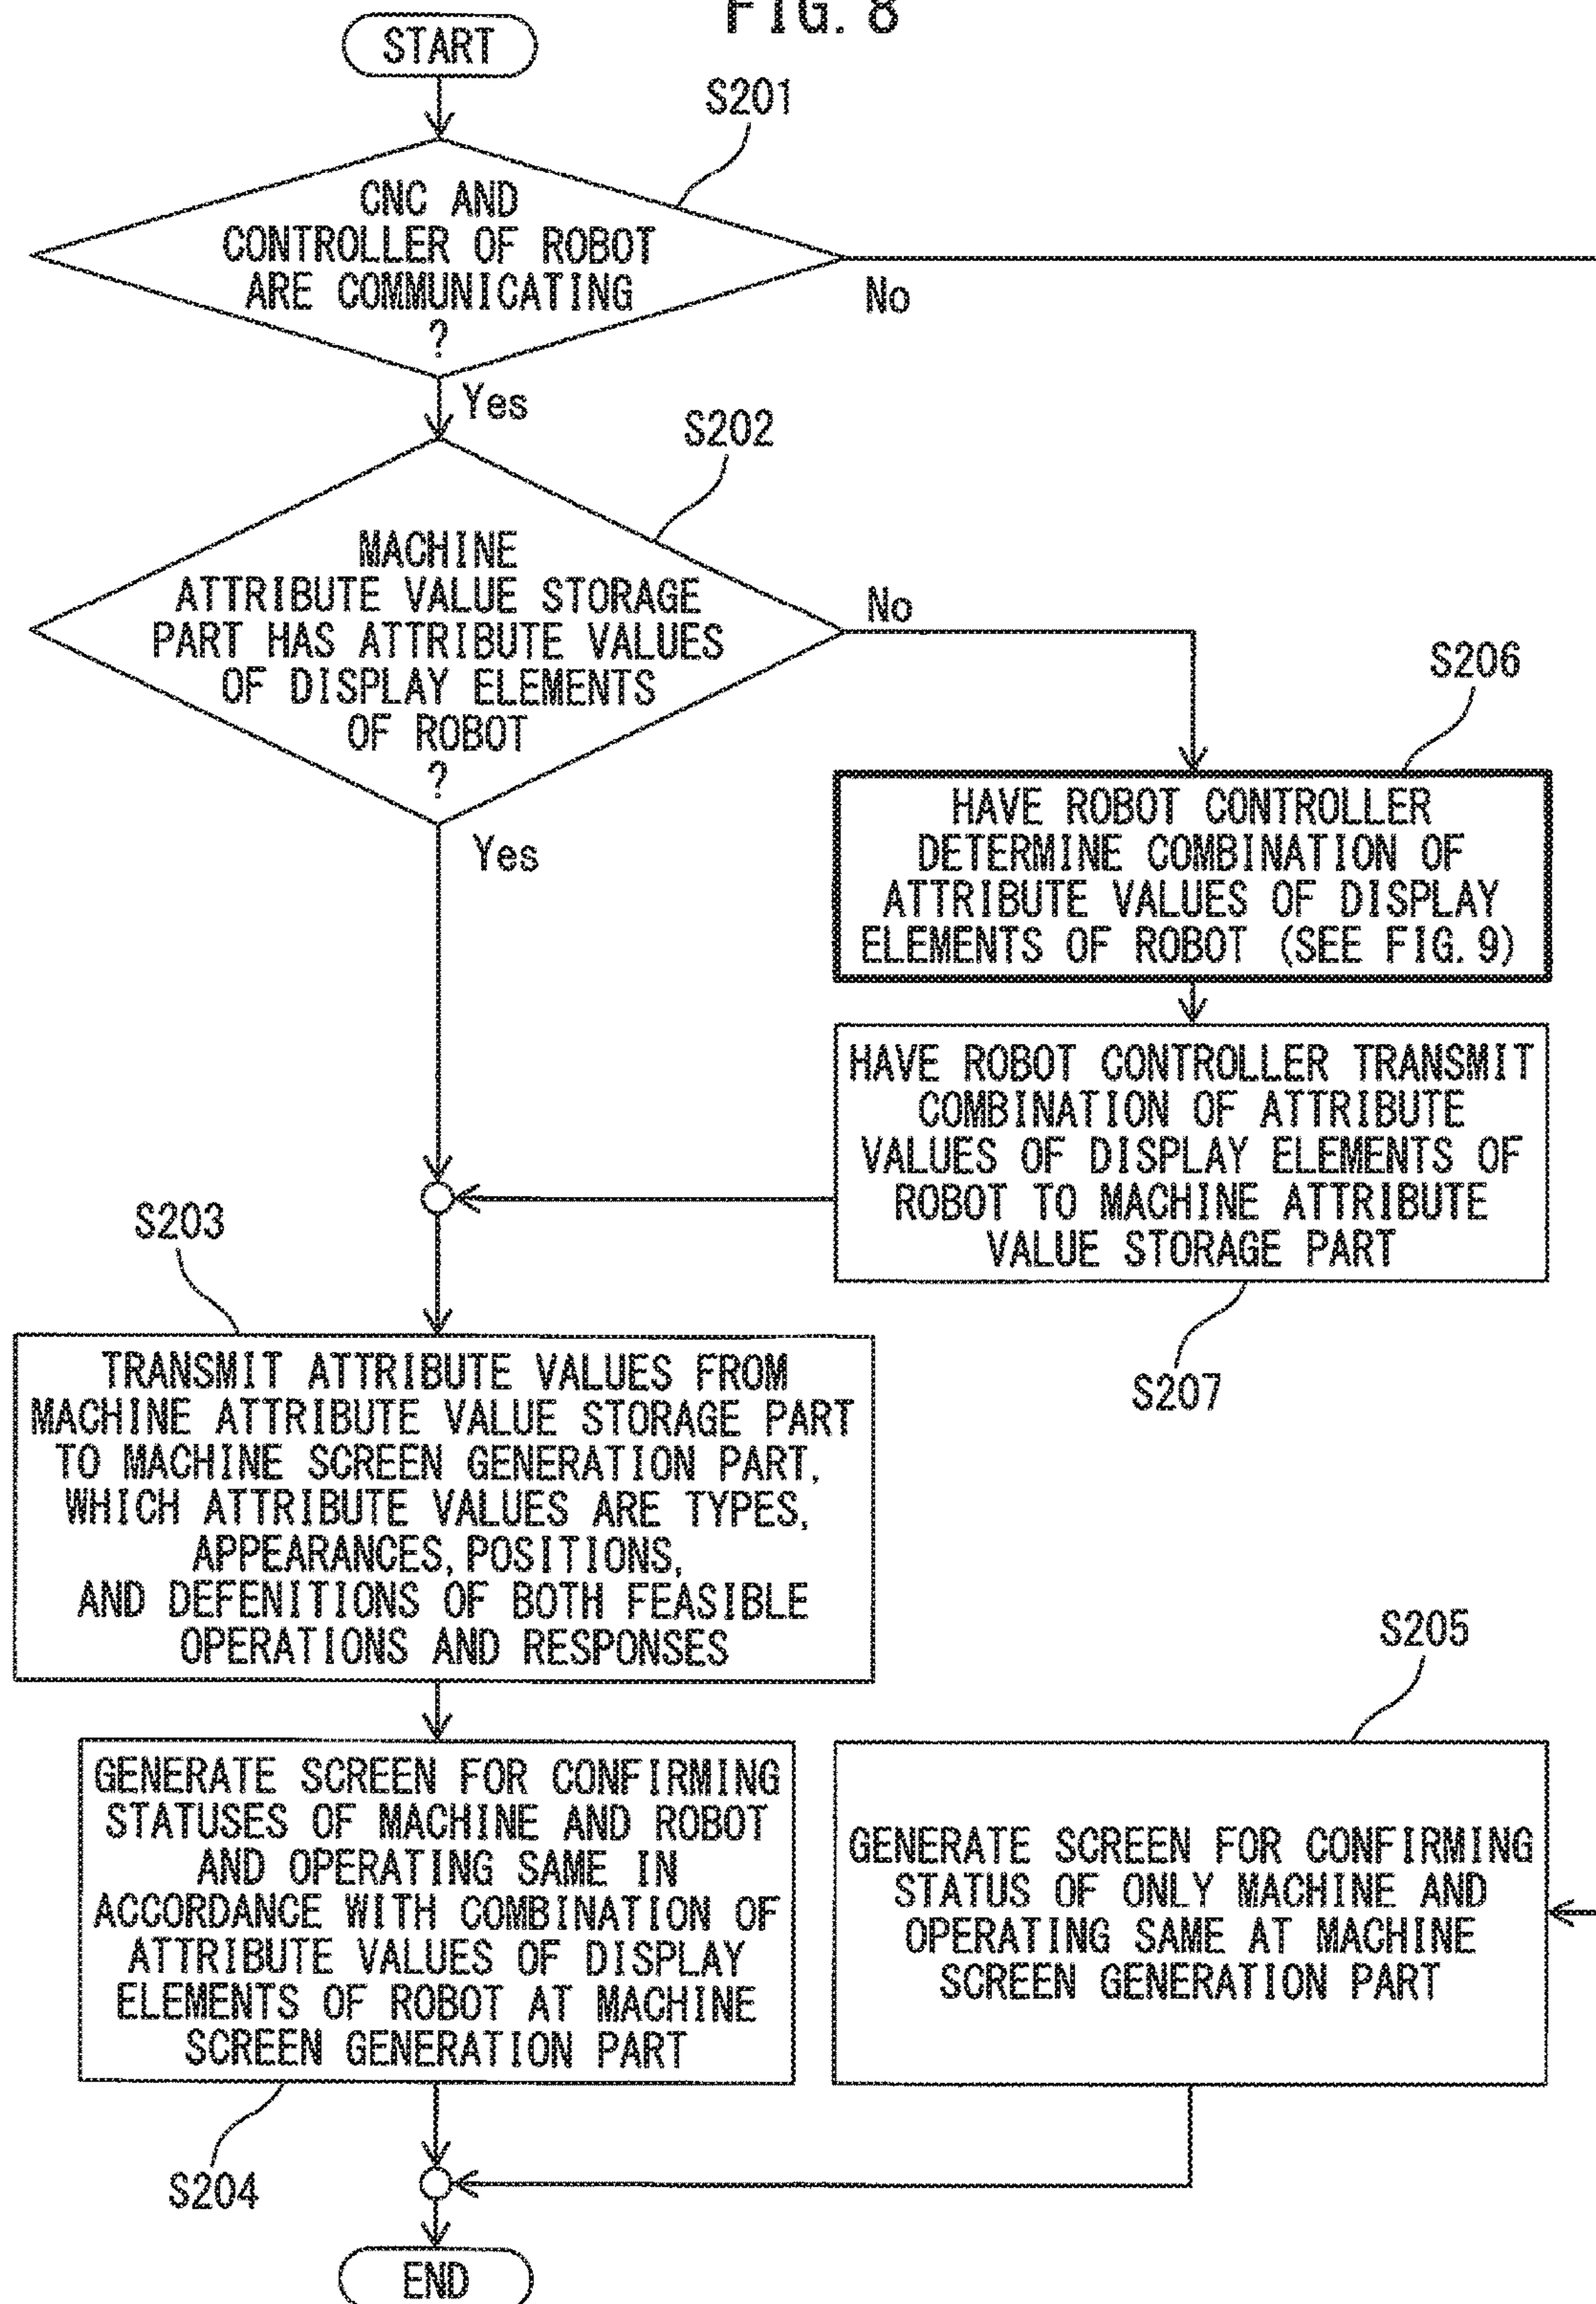 FIG. 8
START
S201
CNC AND
CONTROLLER OF ROBOT
ARE COMMUNICATING
?
No
Yes
S202
MACHINE
ATTRIBUTE VALUE STORAGE
PART HAS ATTRIBUTE VALUES
OF DISPLAY ELEMENTS
OF ROBOT
?
No
Yes
S206
HAVE ROBOT CONTROLLER
DETERMINE COMBINATION OF
ATTRIBUTE VALUES OF DISPLAY
ELEMENTS OF ROBOT (SEE FIG. 9)
HAVE ROBOT CONTROLLER TRANSMIT
COMBINATION OF ATTRIBUTE
VALUES OF DISPLAY ELEMENTS OF
ROBOT TO MACHINE ATTRIBUTE
VALUE STORAGE PART
S207
S203
TRANSMIT ATTRIBUTE VALUES FROM
MACHINE ATTRIBUTE VALUE STORAGE PART
TO MACHINE SCREEN GENERATION PART,
WHICH ATTRIBUTE VALUES ARE TYPES,
APPEARANCES, POSITIONS,
AND DEFENITIONS OF BOTH FEASIBLE
OPERATIONS AND RESPONSES
GENERATE SCREEN FOR CONFIRMING
STATUSES OF MACHINE AND ROBOT
AND OPERATING SAME IN
ACCORDANCE WITH COMBINATION OF
ATTRIBUTE VALUES OF DISPLAY
ELEMENTS OF ROBOT AT MACHINE
SCREEN GENERATION PART
S204
S205
GENERATE SCREEN FOR CONFIRMING
STATUS OF ONLY MACHINE AND
OPERATING SAME AT MACHINE
SCREEN GENERATION PART
END